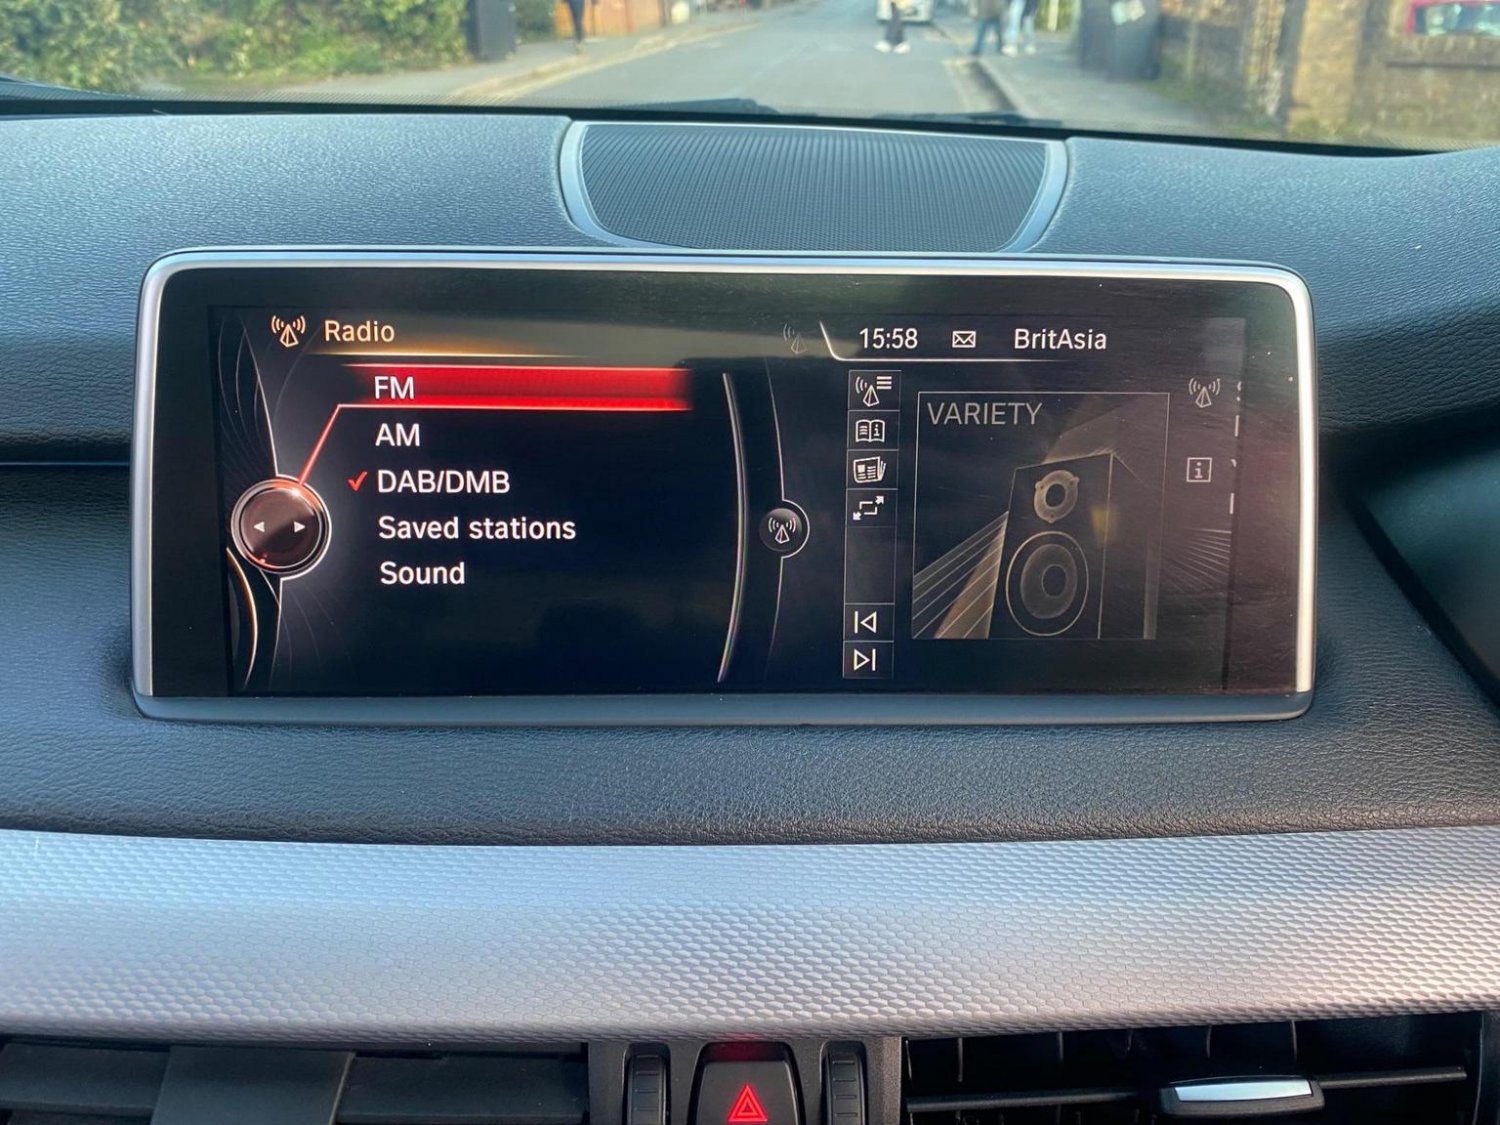 Radio
FM
AM
DAB/DMB
Saved stations
Sound
15:58
BritAsia
VARIETY